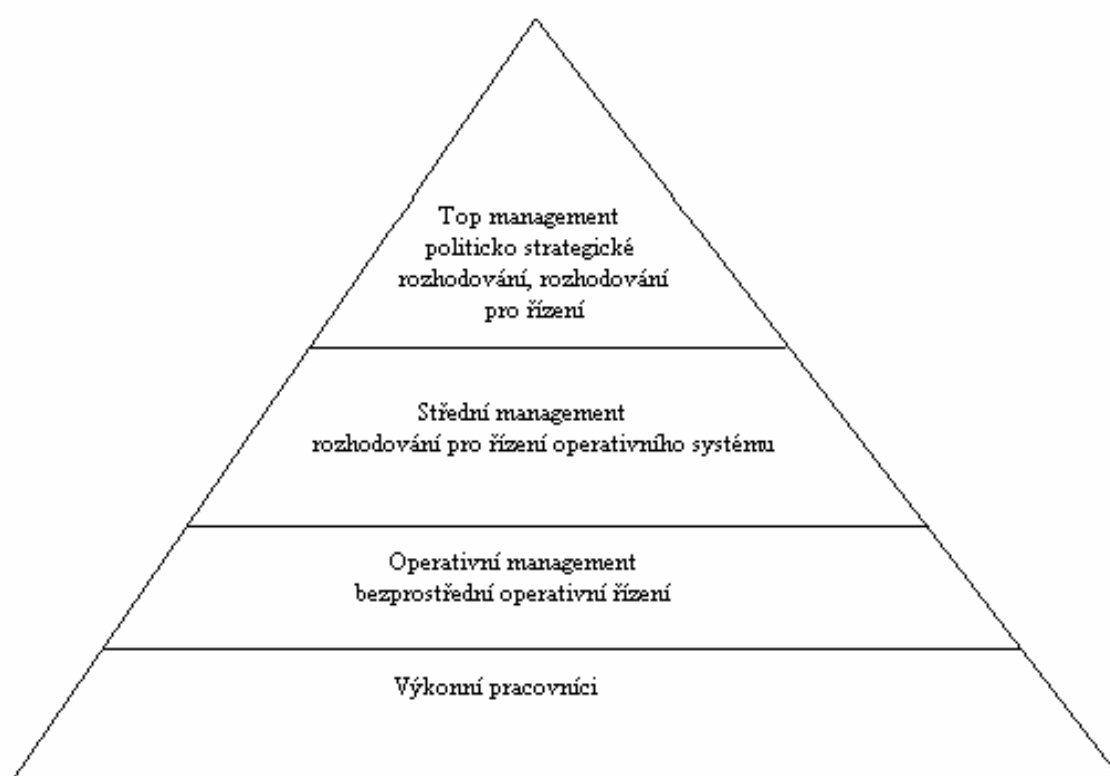 Top management
politicko strategické
rozhodování, rozhodování
pro řízení
Střední management
rozhodování pro řízení operativního systému
Operativní management
bezprostřední operativní řízení
Výkonní pracovníci